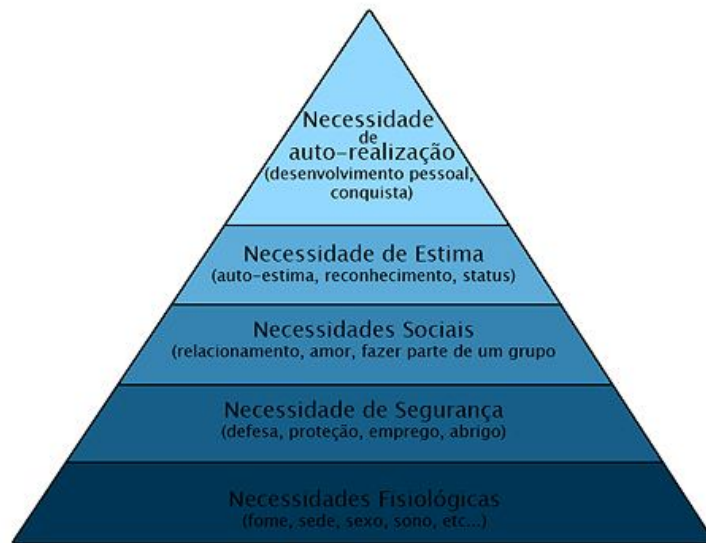 Necessidade
de
auto-realização
(desenvolvimento pessoal,
conquista)
Necessidade de Estima
(auto-estima, reconhecimento, status)
Necessidades Sociais
(relacionamento, amor, fazer parte de um grupo
Necessidade de Segurança
(defesa, proteção, emprego, abrigo)
Necessidades Fisiológicas
(fome, sede, sexo, sono, etc...)